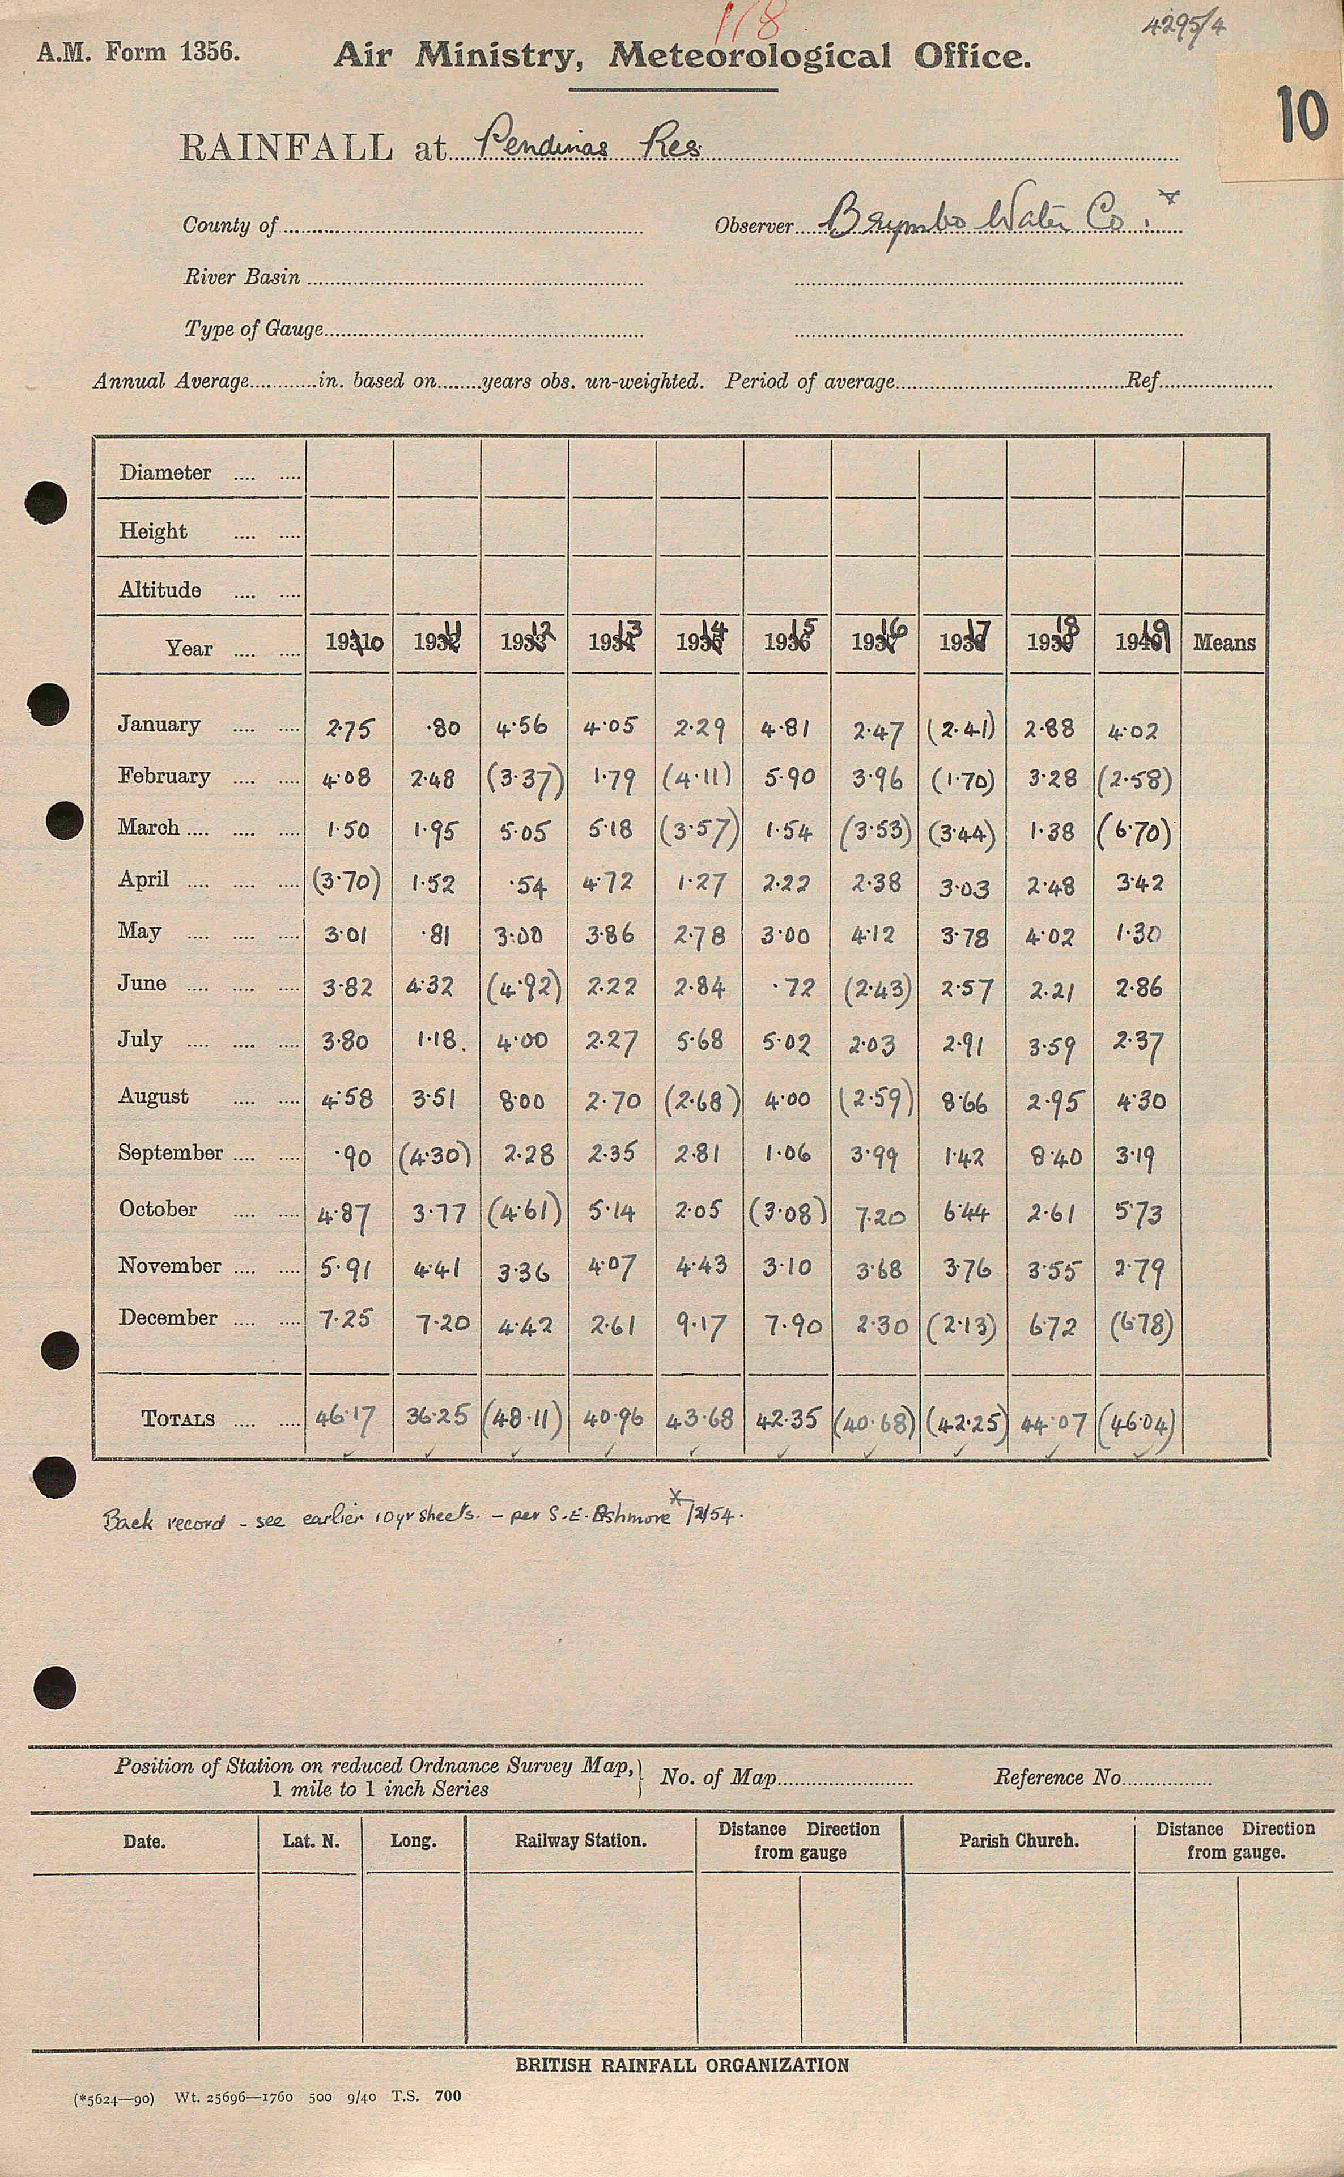 118
4295/4
A.M. Form 1356.
Air Ministry, Meteorological Office.
10
RAINFALL at Pendinas Res
County of
Observer Brymbo Water Co. x
River Basin
Type of Gauge
Annual Average............in. based on........years obs. un-weighted. Period of average........Ref........
Diameter .... ....
Height .... ....
Altitude .... ....
Year .... .... 1910 1911 1912 1913 1914 1915 1916 1917 1918 1919 Means
January .... .... 2.75 .80 4.56 4.05 2.29 4.81 2.47 (2.41) 2.88 4.02
February .... .... 4.08 2.48 (3.37) 1.79 (4.11) 5.90 3.96 (1.70) 3.28 (2.58)
March .... .... .... 1.50 1.95 5.05 5.18 (3.57) 1.54 (3.53) (3.44) 1.38 (6.70)
April .... .... .... (3.70) 1.52 .54 4.72 1.27 2.22 2.38 3.03 2.48 3.42
May .... .... .... 3.01 .81 3.00 3.86 2.78 3.00 4.12 3.78 4.02 1.30
June .... .... .... 3.82 4.32 (4.92) 2.22 2.84 .72 (2.43) 2.57 2.21 2.86
July .... .... .... 3.80 1.18. 4.00 2.27 5.68 5.02 2.03 2.91 3.59 2.37
August .... .... 4.58 3.51 8.00 2.70 (2.68) 4.00 (2.59) 8.66 2.95 4.30
September .... .... .90 (4.30) 2.28 2.35 2.81 1.06 3.99 1.42 8.40 3.19
October .... .... 4.87 3.77 (4.61) 5.14 2.05 (3.08) 7.20 6.44 2.61 5.73
November .... .... 5.91 4.41 3.36 4.07 4.43 3.10 3.68 3.76 3.55 2.79
December .... .... 7.25 7.20 4.42 2.61 9.17 7.90 2.30 (2.13) 6.72 (6.78)
TOTALS .... .... 46.17 36.25 (48.11) 40.96 43.68 42.35 (40.68) (42.25) 44.07 (46.04)
Back record - see earlier 10yr sheets. - per S.E. Ashmore
Position of Station on reduced Ordnance Survey Map,
1 mile to 1 inch Series
No. of Map
Reference No.
Date. Lat. N. Long. Railway Station. Distance Direction from gauge Parish Church. Distance Direction from gauge.
BRITISH RAINFALL ORGANIZATION
(*5624—90) Wt. 25696—1760 500 9/40 T.S. 700